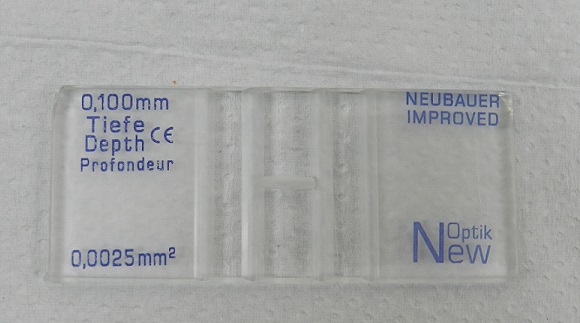 0,100mm
Tiefe
Depth CE
Profondeur
0,0025mm²
NEUBAUER
IMPROVED
Optik
New